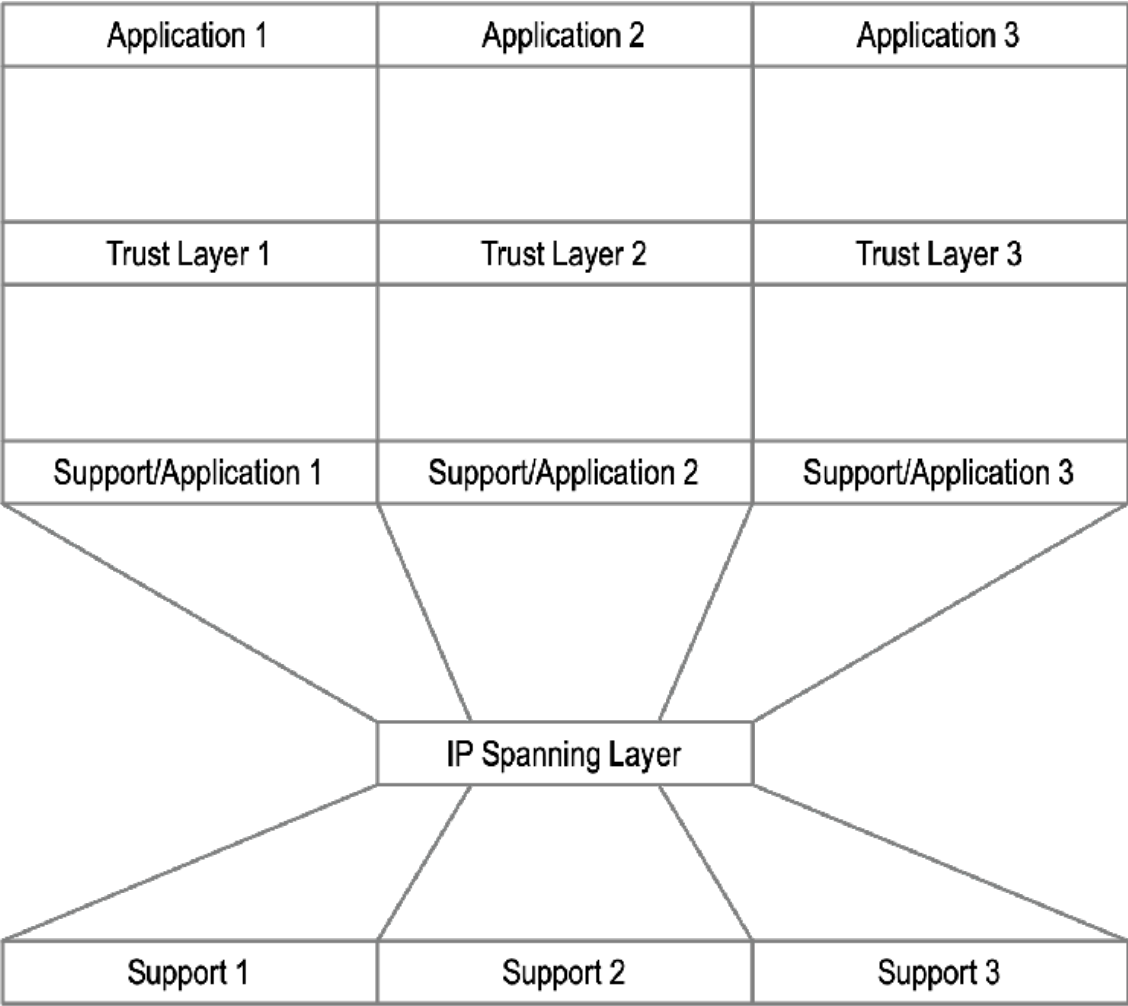 Application 1
Application 2
Application 3
Trust Layer 1
Trust Layer 2
Trust Layer 3
Support/Application 1
Support/Application 2
Support/Application 3
IP Spanning Layer
Support 1
Support 2
Support 3